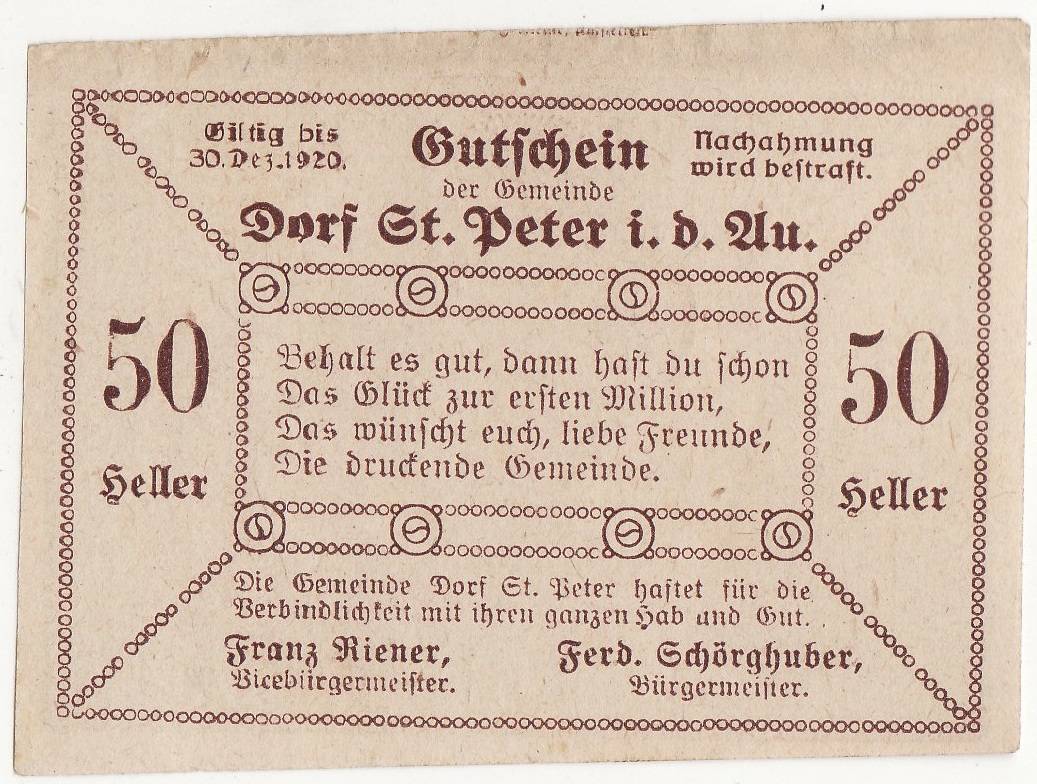 Giltig bis
30. Dez. 1920.
Gutschein
Nachahmung
wird bestraft.
der Gemeinde
Dorf St. Peter i. d. Au.
50
Heller
Behalt es gut, dann hast du schon
Das Glück zur ersten Million,
Das wünscht euch, liebe Freunde,
Die druckende Gemeinde.
50
Heller
Die Gemeinde Dorf St. Peter haftet für die
Verbindlichkeit mit ihren ganzen Hab und Gut.
Franz Riener,
Vicebürgermeister.
Ferd. Schörghuber,
Bürgermeister.